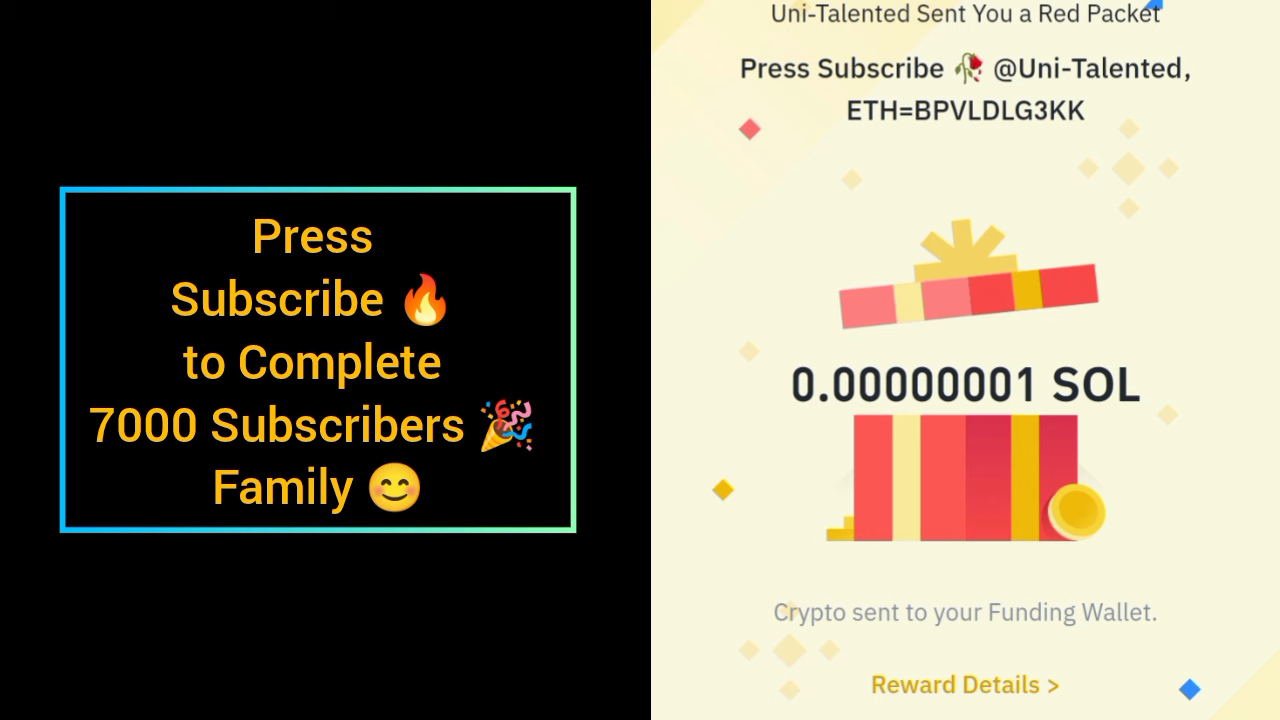 Press
Subscribe 🔥
to Complete
7000 Subscribers 🎉
Family 😊
Uni-Talented Sent You a Red Packet
Press Subscribe 🥀 @Uni-Talented,
ETH=BPVLDLG3KK
0.00000001 SOL
Crypto sent to your Funding Wallet.
Reward Details >